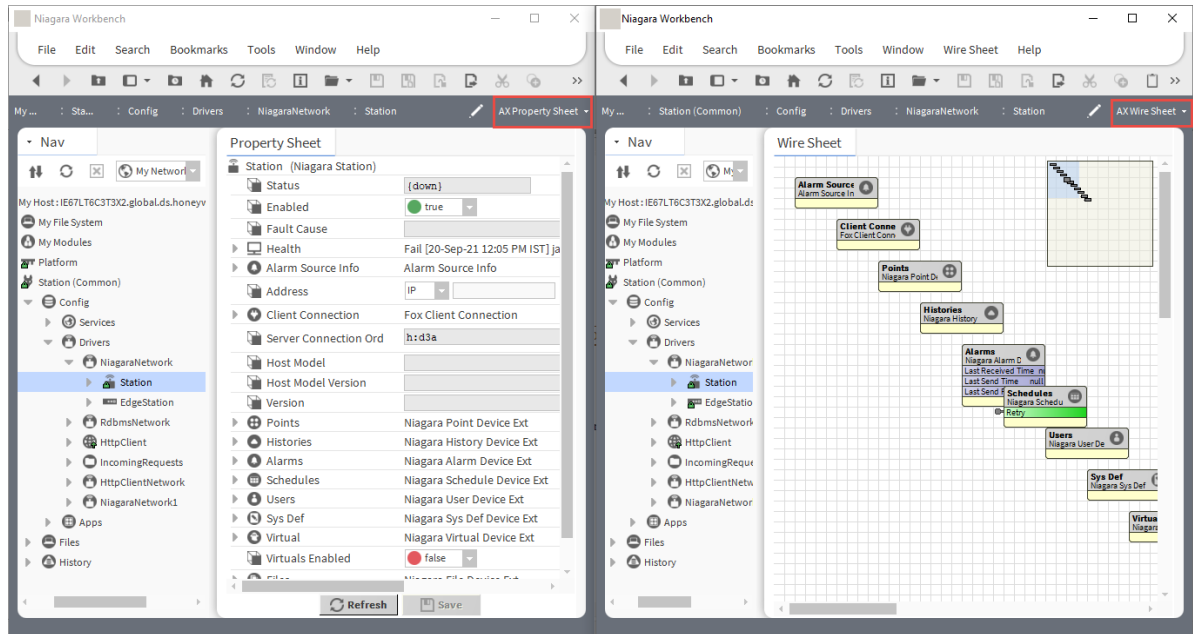 Niagara Workbench
File Edit Search Bookmarks Tools Window Help
My ... : Sta... : Config : Drivers : NiagaraNetwork : Station AX Property Sheet
Nav
My Network
My Host : IE67LT6C3T3X2.global.ds.honeyw
My File System
My Modules
Platform
Station (Common)
Config
Services
Drivers
NiagaraNetwork
Station
EdgeStation
RdbmsNetwork
HttpClient
IncomingRequests
HttpClientNetwork
NiagaraNetwork1
Apps
Files
History
Property Sheet
Station (Niagara Station)
Status {down}
Enabled true
Fault Cause
Health Fail [20-Sep-21 12:05 PM IST] ja
Alarm Source Info Alarm Source Info
Address IP
Client Connection Fox Client Connection
Server Connection Ord h:d3a
Host Model
Host Model Version
Version
Points Niagara Point Device Ext
Histories Niagara History Device Ext
Alarms Niagara Alarm Device Ext
Schedules Niagara Schedule Device Ext
Users Niagara User Device Ext
Sys Def Niagara Sys Def Device Ext
Virtual Niagara Virtual Device Ext
Virtuals Enabled false
Files Niagara File Device Ext
Refresh Save
Niagara Workbench
File Edit Search Bookmarks Tools Window Wire Sheet Help
My ... : Station (Common) : Config : Drivers : NiagaraNetwork : Station AX Wire Sheet
Nav
My Host : IE67LT6C3T3X2.global.ds
My File System
My Modules
Platform
Station (Common)
Config
Services
Drivers
NiagaraNetwor
Station
EdgeStatio
RdbmsNetwork
HttpClient
IncomingReque
HttpClientNetw
NiagaraNetwor
Apps
Files
History
Wire Sheet
Alarm Source
Alarm Source In
Client Conne
Fox Client Conn
Points
Niagara Point De
Histories
Niagara History
Alarms
Niagara Alarm D
Last Received Time
Last Send Time null
Last Send
Schedules
Niagara Schedu
Retry
Users
Niagara User De
Sys Def
Niagara Sys Def
Virtua
Niagara